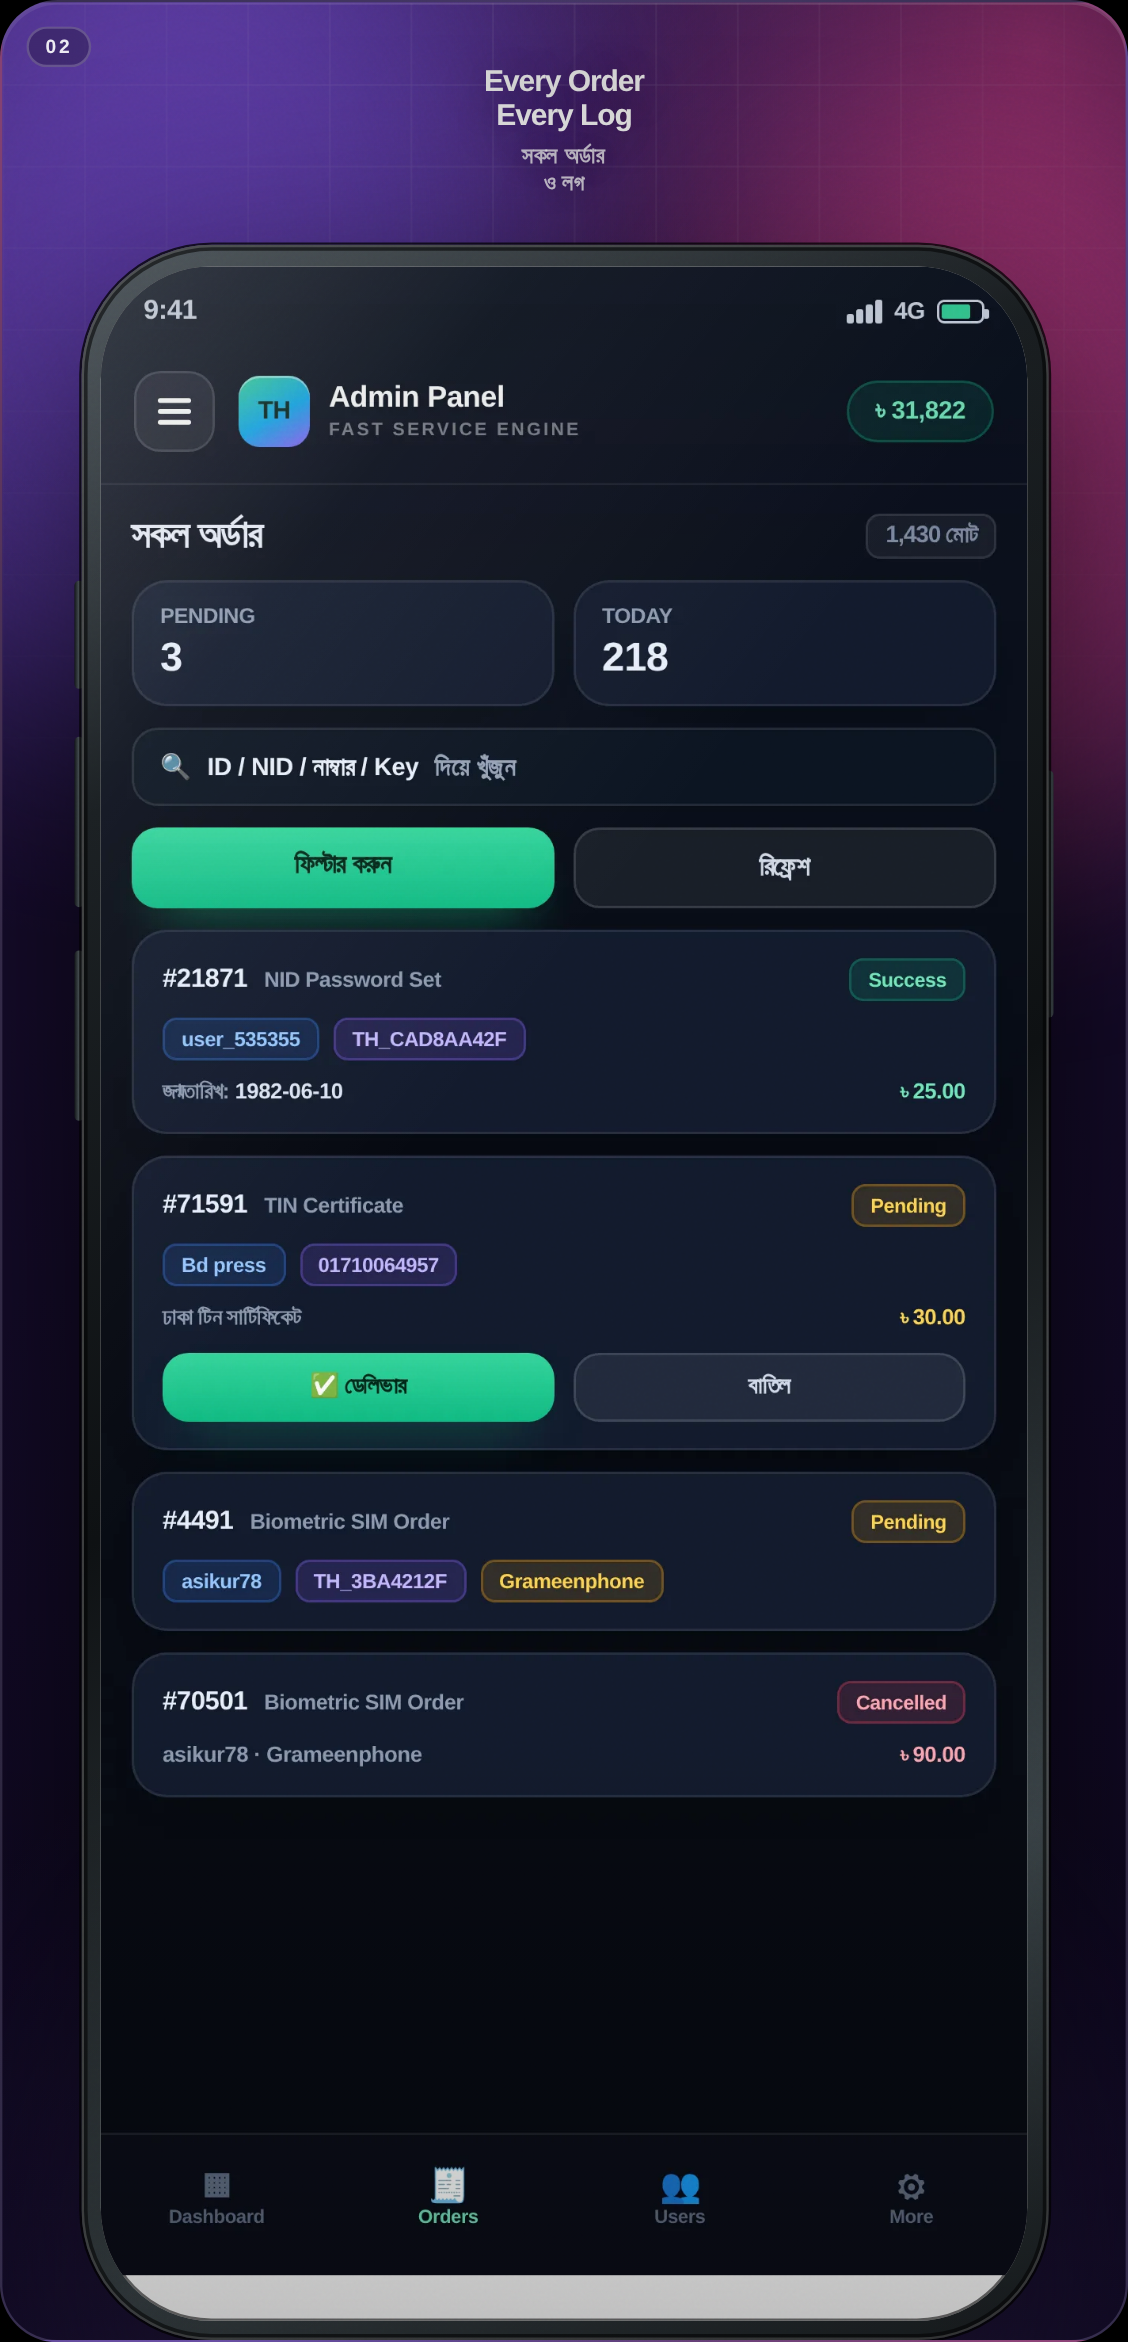 02
Every Order
Every Log
সকল অর্ডার
ও লগ
9:41 4G
TH Admin Panel ৳ 31,822
FAST SERVICE ENGINE
সকল অর্ডার 1,430 মোট
PENDING TODAY
3 218
ID / NID / নাম্বার / Key দিয়ে খুঁজুন
ফিল্টার করুন রিফ্রেশ
#21871 NID Password Set Success
user_535355 TH_CAD8AA42F
জন্মতারিখ: 1982-06-10 ৳ 25.00
#71591 TIN Certificate Pending
Bd press 01710064957
ঢাকা টিন সার্টিফিকেট ৳ 30.00
✅ ডেলিভার বাতিল
#4491 Biometric SIM Order Pending
asikur78 TH_3BA4212F Grameenphone
#70501 Biometric SIM Order Cancelled
asikur78 · Grameenphone ৳ 90.00
Dashboard Orders Users More